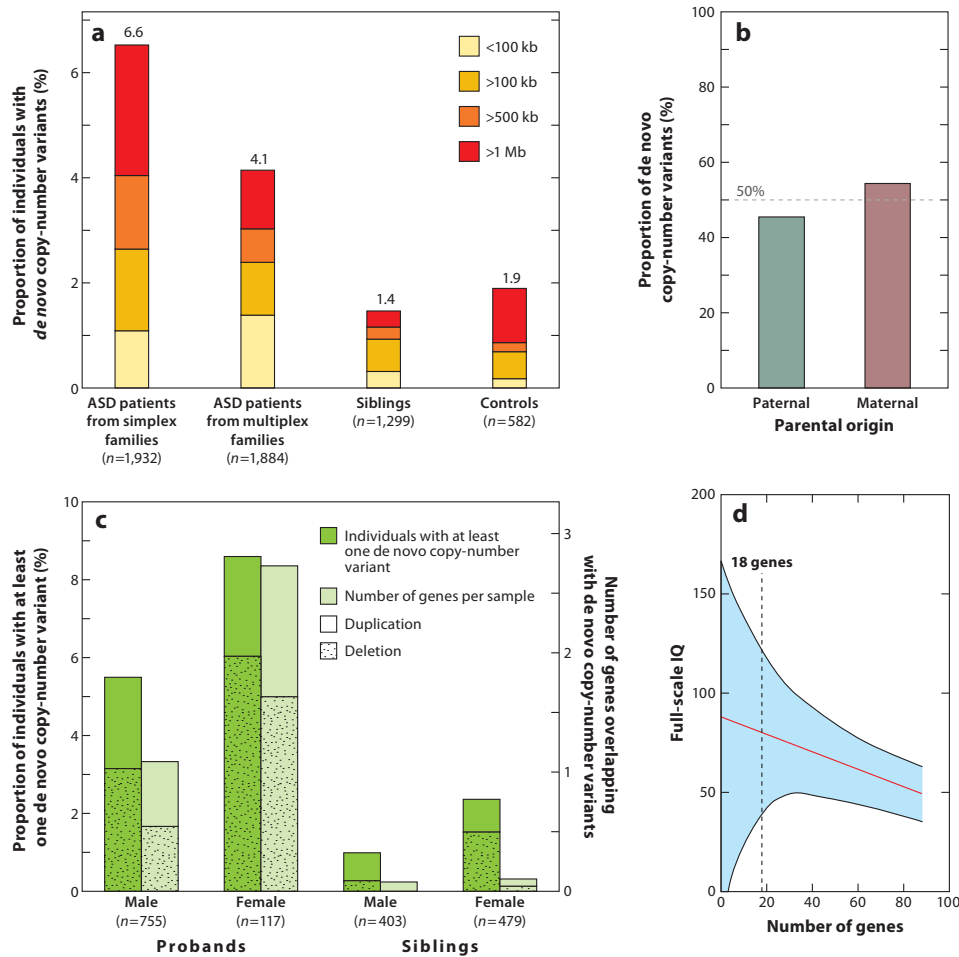 a
Proportion of individuals with
de novo copy-number variants (%)
6
4
2
0
6.6
4.1
1.4
1.9
<100 kb
>100 kb
>500 kb
>1 Mb
ASD patients
from simplex
families
(n=1,932)
ASD patients
from multiplex
families
(n=1,884)
Siblings
(n=1,299)
Controls
(n=582)
b
Proportion of de novo
copy-number variants (%)
100
80
60
40
20
0
50%
Paternal
Maternal
Parental origin
c
Proportion of individuals with at least
one de novo copy-number variant (%)
10
8
6
4
2
0
Individuals with at least
one de novo copy-number
variant
Number of genes per sample
Duplication
Deletion
3
2
1
0
Number of genes overlapping
with de novo copy-number variants
Male
(n=755)
Female
(n=117)
Male
(n=403)
Female
(n=479)
Probands
Siblings
d
Full-scale IQ
200
150
100
50
0
18 genes
0
20
40
60
80
100
Number of genes